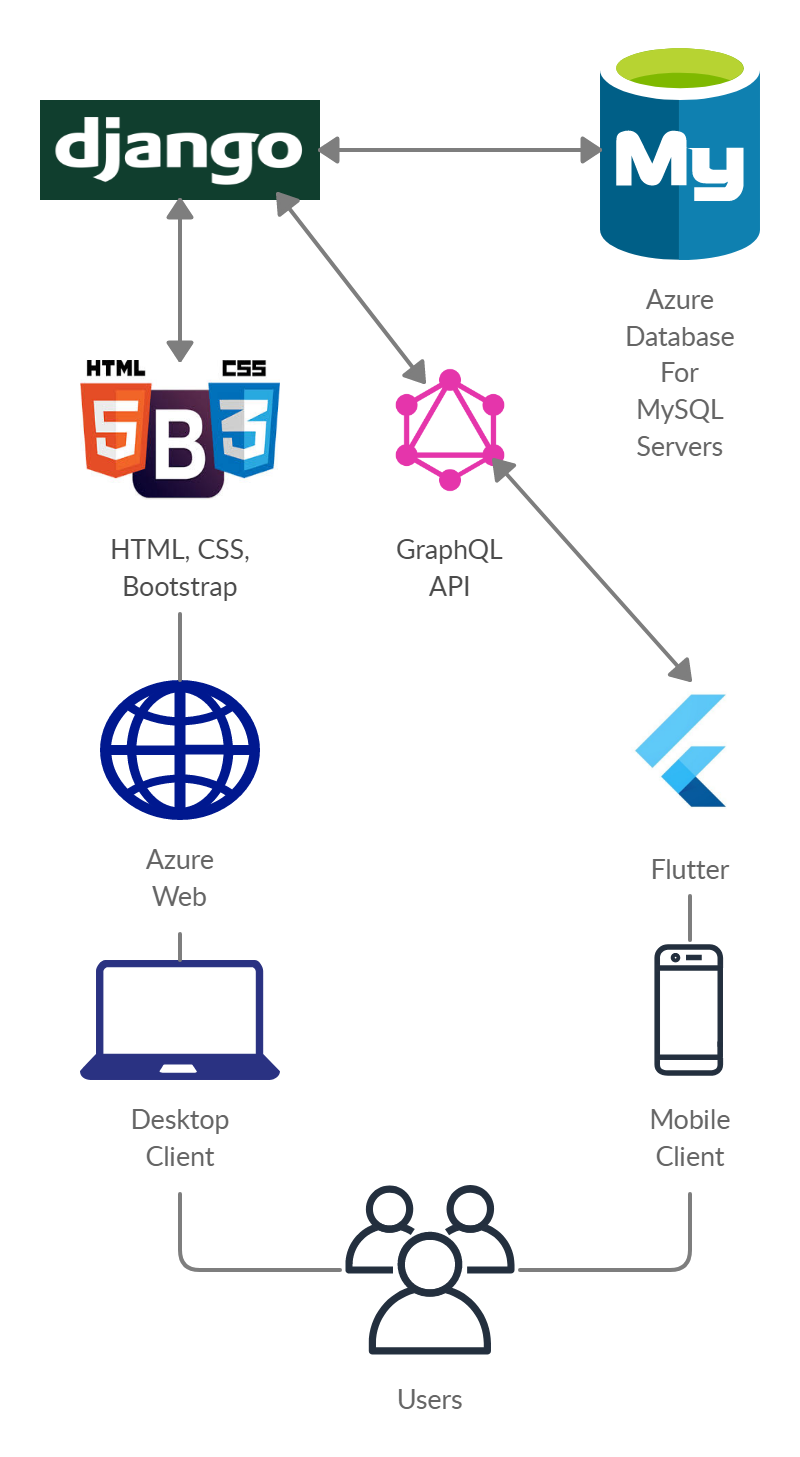 django
My
Azure
Database
For
MySQL
Servers
HTML
CSS
5
B
3
HTML, CSS,
Bootstrap
GraphQL
API
Azure
Web
Flutter
Desktop
Client
Mobile
Client
Users